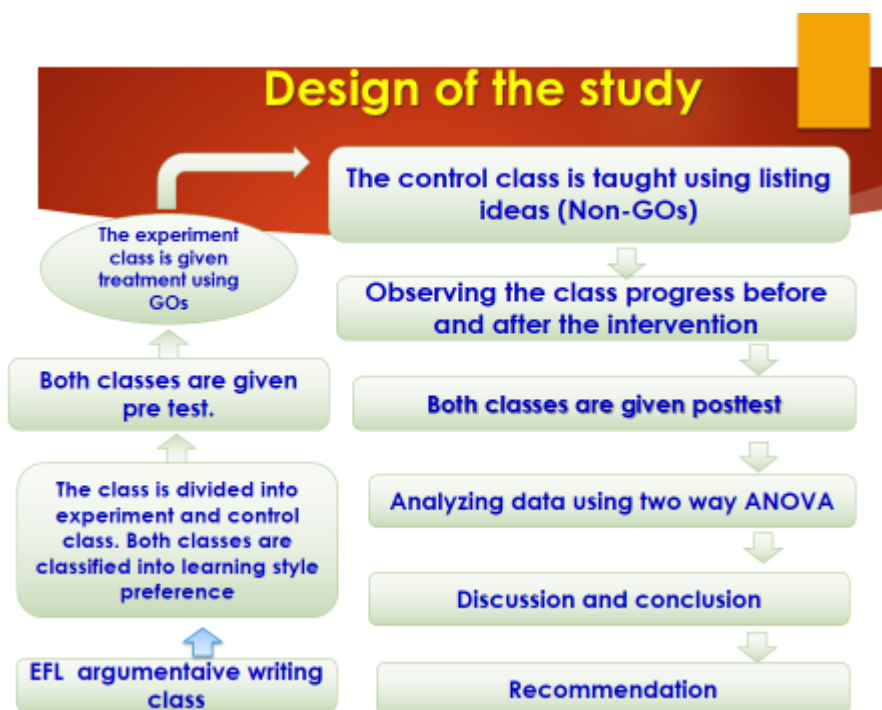 Design of the study
The experiment
class is given
treatment using
GOs
Both classes are given
pre test.
The class is divided into
experiment and control
class. Both classes are
classified into learning style
preference
EFL argumentaive writing
class
The control class is taught using listing
ideas (Non-GOs)
Observing the class progress before
and after the intervention
Both classes are given posttest
Analyzing data using two way ANOVA
Discussion and conclusion
Recommendation